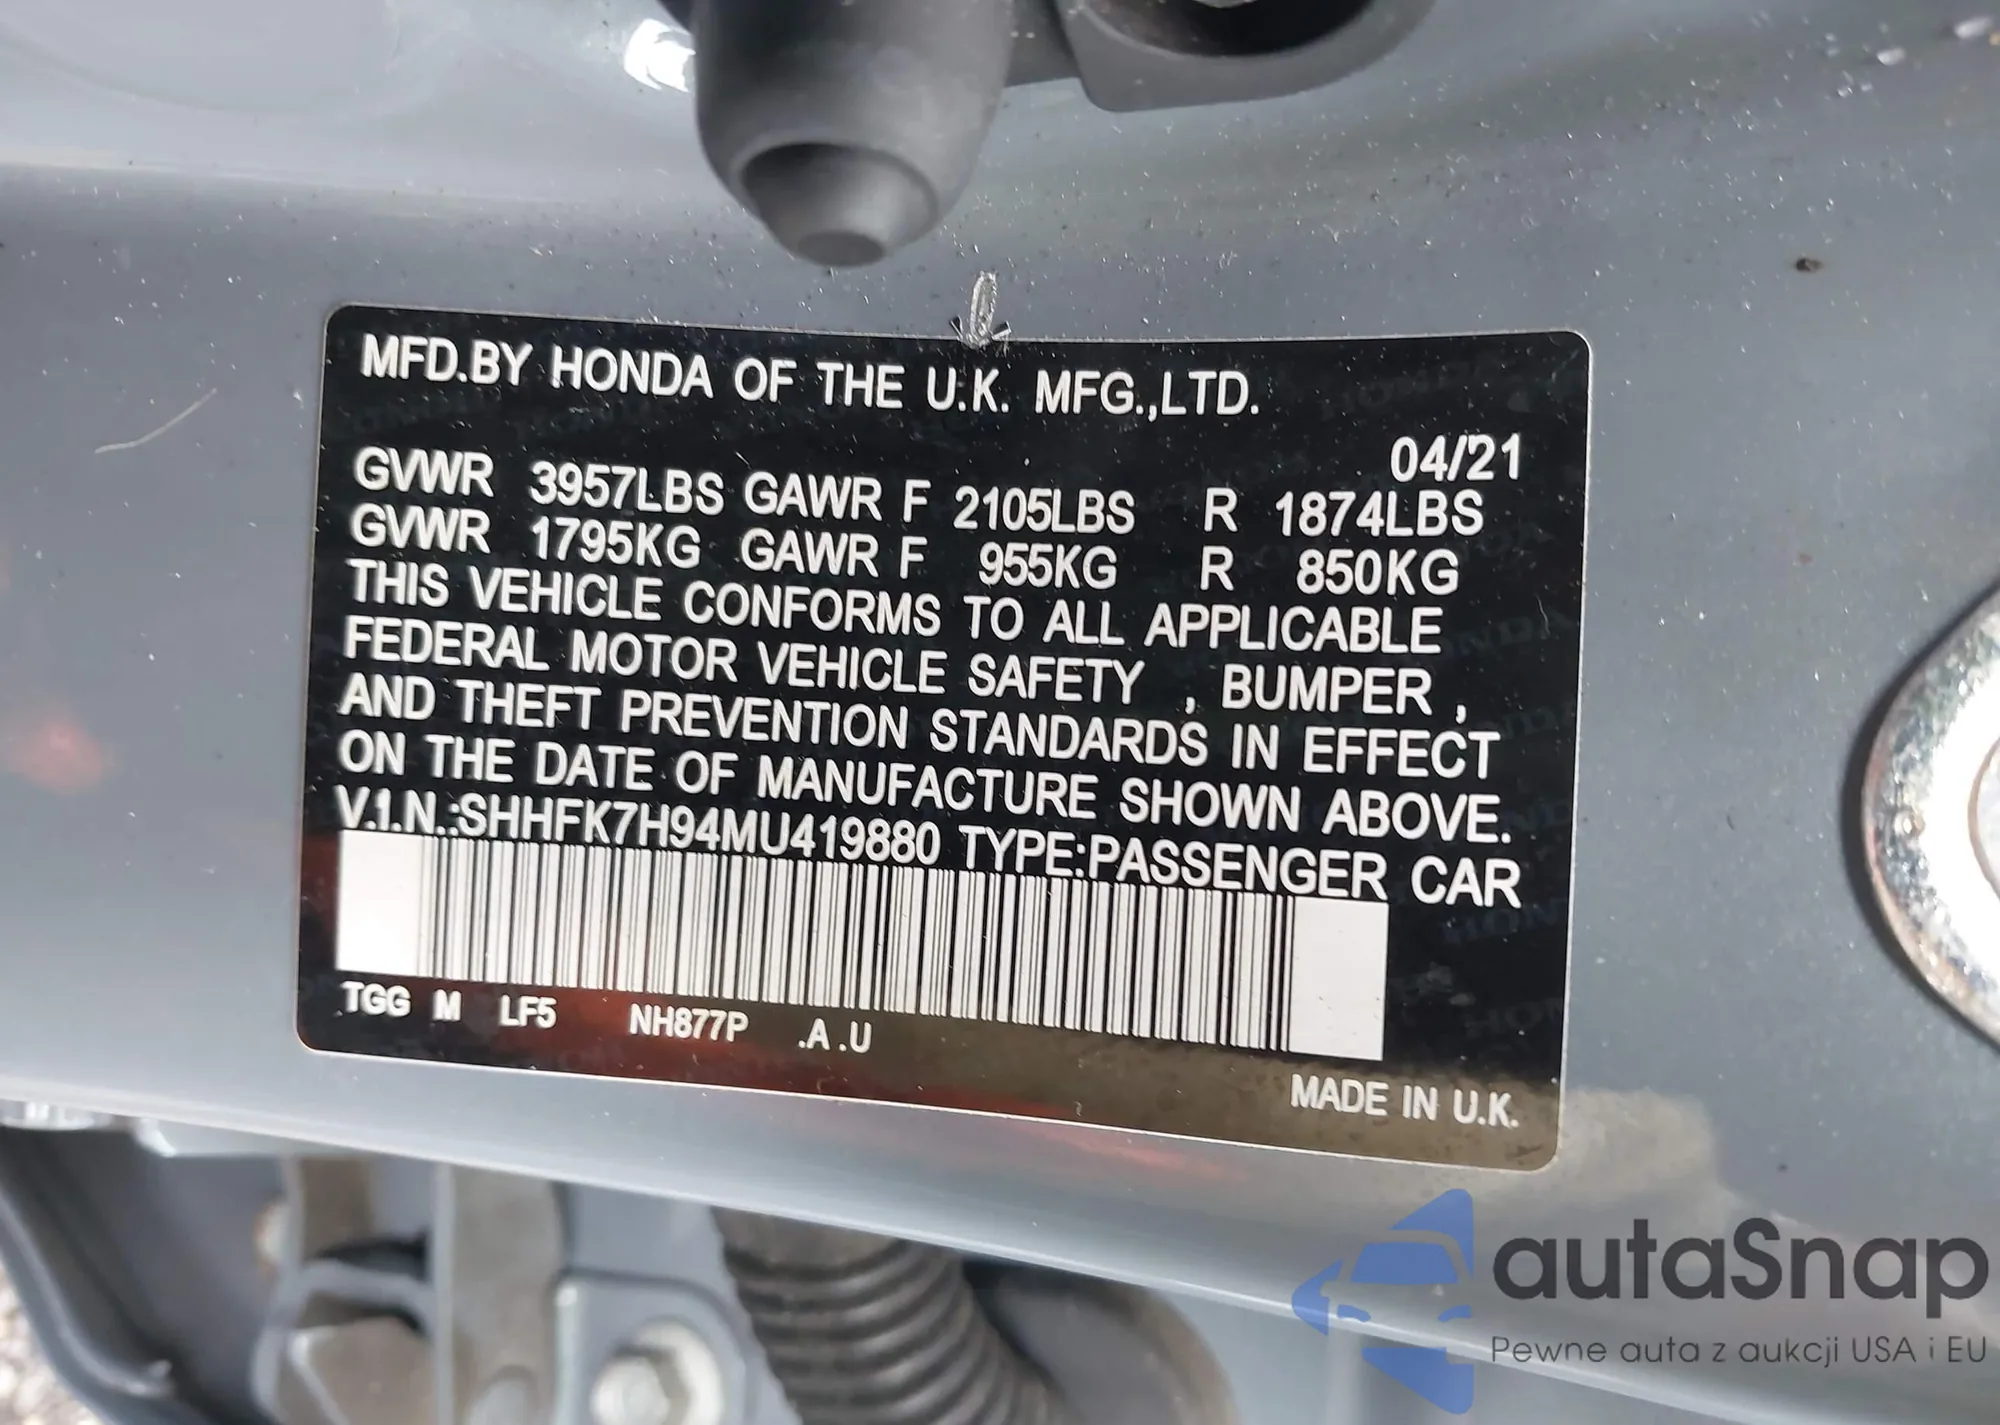 MFD.BY HONDA OF THE U.K. MFG.,LTD.
04/21
GVWR 3957LBS GAWR F 2105LBS R 1874LBS
GVWR 1795KG GAWR F 955KG R 850KG
THIS VEHICLE CONFORMS TO ALL APPLICABLE
FEDERAL MOTOR VEHICLE SAFETY , BUMPER ,
AND THEFT PREVENTION STANDARDS IN EFFECT
ON THE DATE OF MANUFACTURE SHOWN ABOVE.
V.I.N.:SHHFK7H94MU419880 TYPE:PASSENGER CAR
TGG M LF5 NH877P .A .U
MADE IN U.K.
autaSnap
Pewne auta z aukcji USA i EU